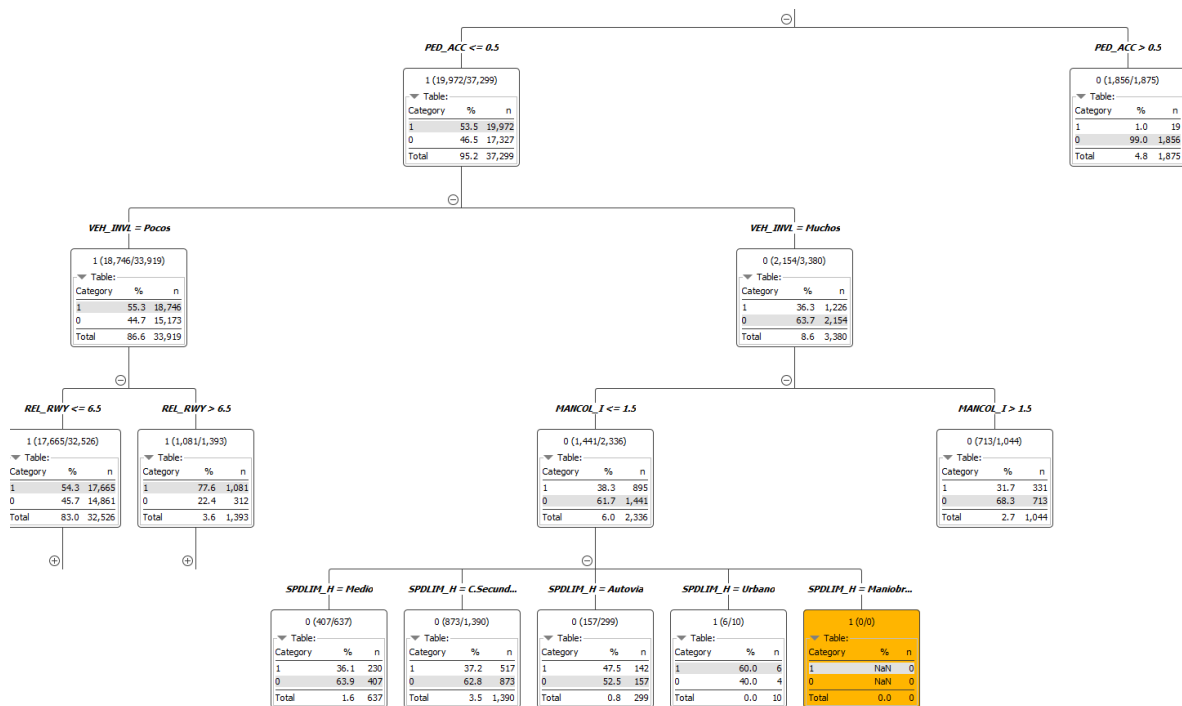 PED_ACC <= 0.5
PED_ACC > 0.5
1 (19,972/37,299)
Table:
Category % n
1 53.5 19,972
0 46.5 17,327
Total 95.2 37,299
0 (1,856/1,875)
Table:
Category % n
1 1.0 19
0 99.0 1,856
Total 4.8 1,875
VEH_INVL = Pocos
VEH_INVL = Muchos
1 (18,746/33,919)
Table:
Category % n
1 55.3 18,746
0 44.7 15,173
Total 86.6 33,919
0 (2,154/3,380)
Table:
Category % n
1 36.3 1,226
0 63.7 2,154
Total 8.6 3,380
REL_RWY <= 6.5
REL_RWY > 6.5
MANCOL_I <= 1.5
MANCOL_I > 1.5
1 (17,665/32,526)
Table:
Category % n
1 54.3 17,665
0 45.7 14,861
Total 83.0 32,526
1 (1,081/1,393)
Table:
Category % n
1 77.6 1,081
0 22.4 312
Total 3.6 1,393
0 (1,441/2,336)
Table:
Category % n
1 38.3 895
0 61.7 1,441
Total 6.0 2,336
0 (713/1,044)
Table:
Category % n
1 31.7 331
0 68.3 713
Total 2.7 1,044
SPDLIM_H = Medio
SPDLIM_H = C.Secund...
SPDLIM_H = Autovia
SPDLIM_H = Urbano
SPDLIM_H = Maniobr...
0 (407/637)
Table:
Category % n
1 36.1 230
0 63.9 407
Total 1.6 637
0 (873/1,390)
Table:
Category % n
1 37.2 517
0 62.8 873
Total 3.5 1,390
0 (157/299)
Table:
Category % n
1 47.5 142
0 52.5 157
Total 0.8 299
1 (6/10)
Table:
Category % n
1 60.0 6
0 40.0 4
Total 0.0 10
1 (0/0)
Table:
Category % n
1 NaN 0
0 NaN 0
Total 0.0 0